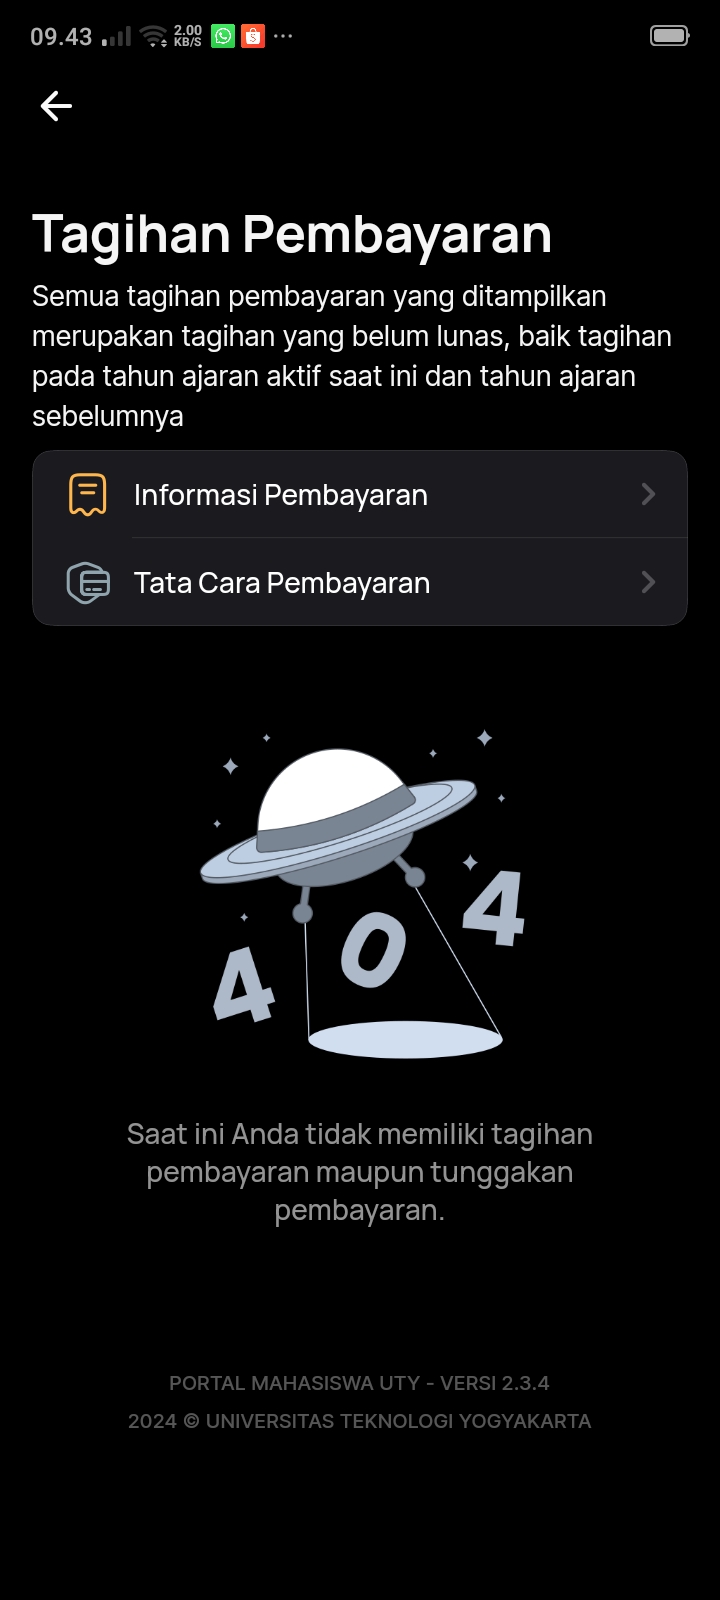 09.43 2.00 KB/S ...
Tagihan Pembayaran
Semua tagihan pembayaran yang ditampilkan
merupakan tagihan yang belum lunas, baik tagihan
pada tahun ajaran aktif saat ini dan tahun ajaran
sebelumnya
Informasi Pembayaran
Tata Cara Pembayaran
4 0 4
Saat ini Anda tidak memiliki tagihan
pembayaran maupun tunggakan
pembayaran.
PORTAL MAHASISWA UTY - VERSI 2.3.4
2024 © UNIVERSITAS TEKNOLOGI YOGYAKARTA